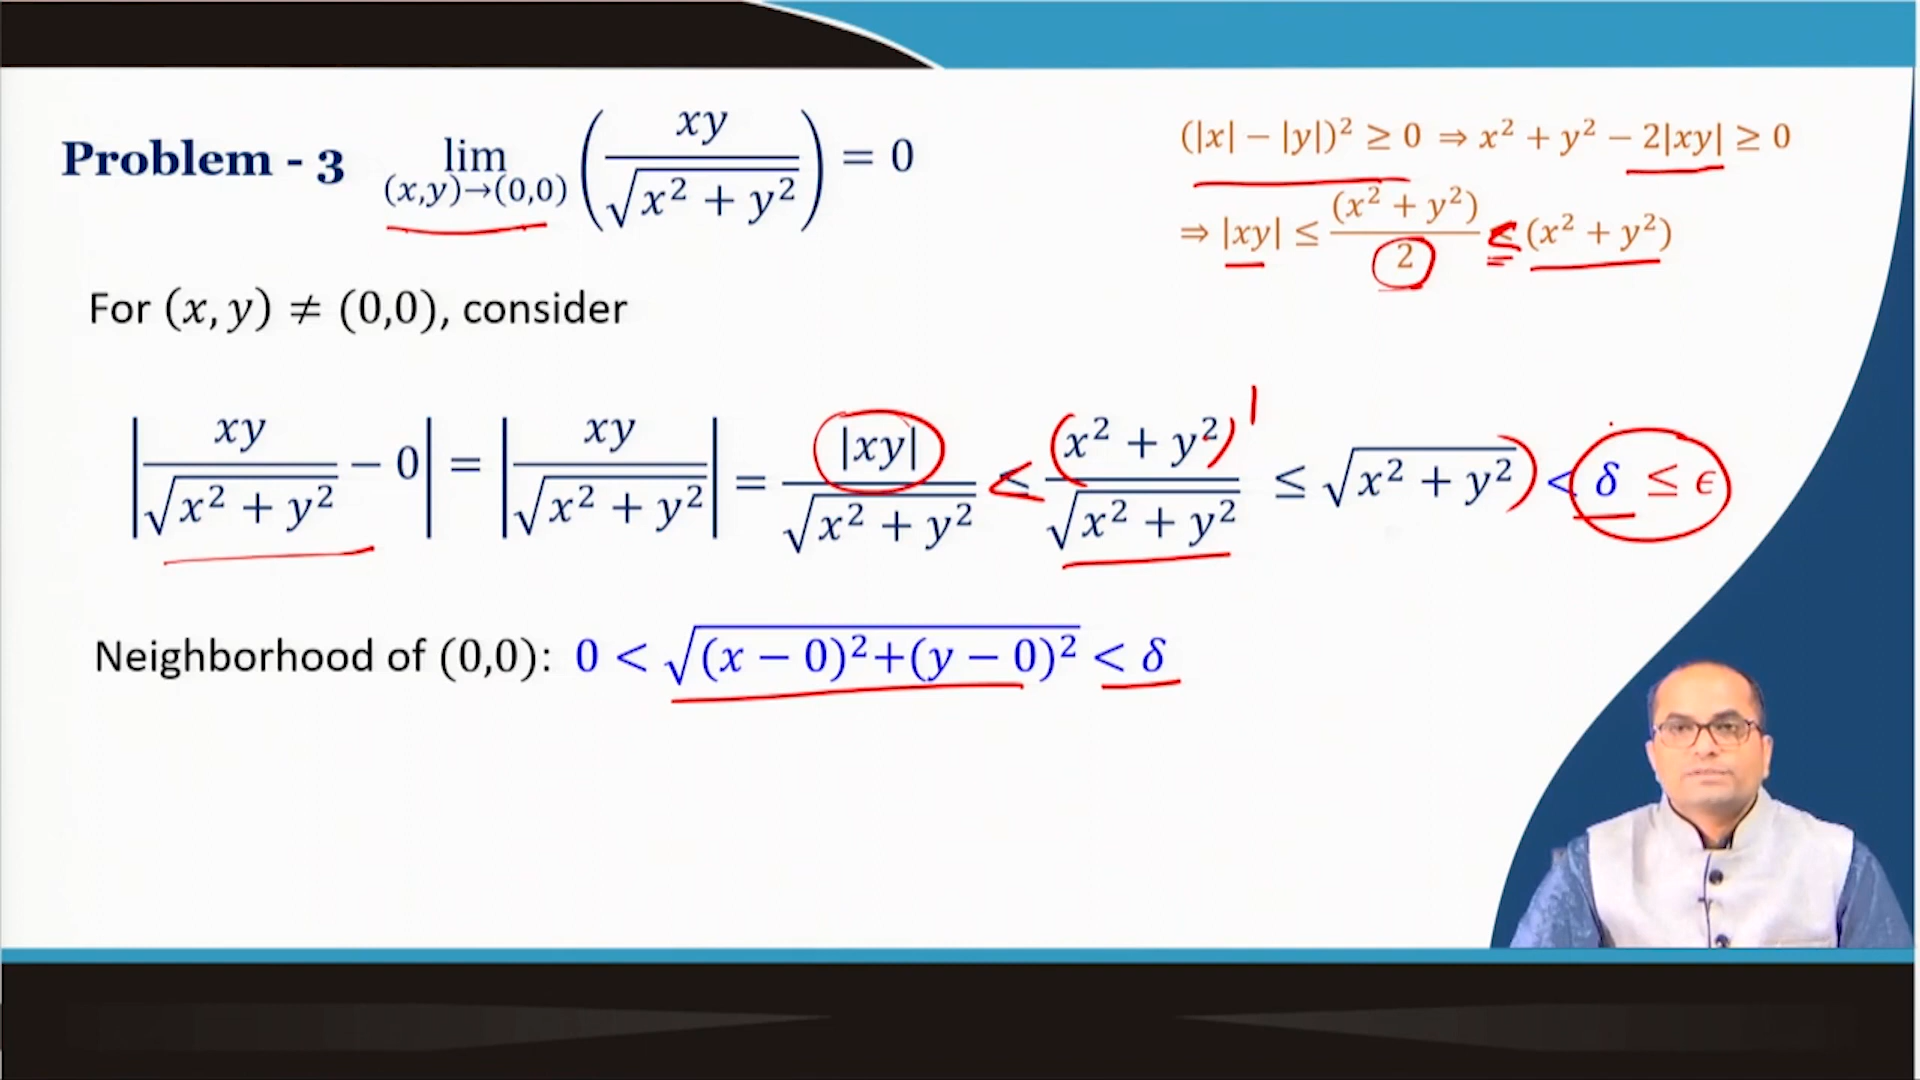 Problem - 3 lim (x,y)→(0,0) (xy / √(x² + y²)) = 0
(|x| − |y|)² ≥ 0 ⇒ x² + y² − 2|xy| ≥ 0
⇒ |xy| ≤ (x² + y²) / 2 ≤ (x² + y²)
For (x, y) ≠ (0,0), consider
|xy / √(x² + y²) − 0| = |xy / √(x² + y²)| = |xy| / √(x² + y²) ≤ (x² + y²) / √(x² + y²) ≤ √(x² + y²) < δ ≤ ϵ
Neighborhood of (0,0): 0 < √((x − 0)²+(y − 0)²) < δ